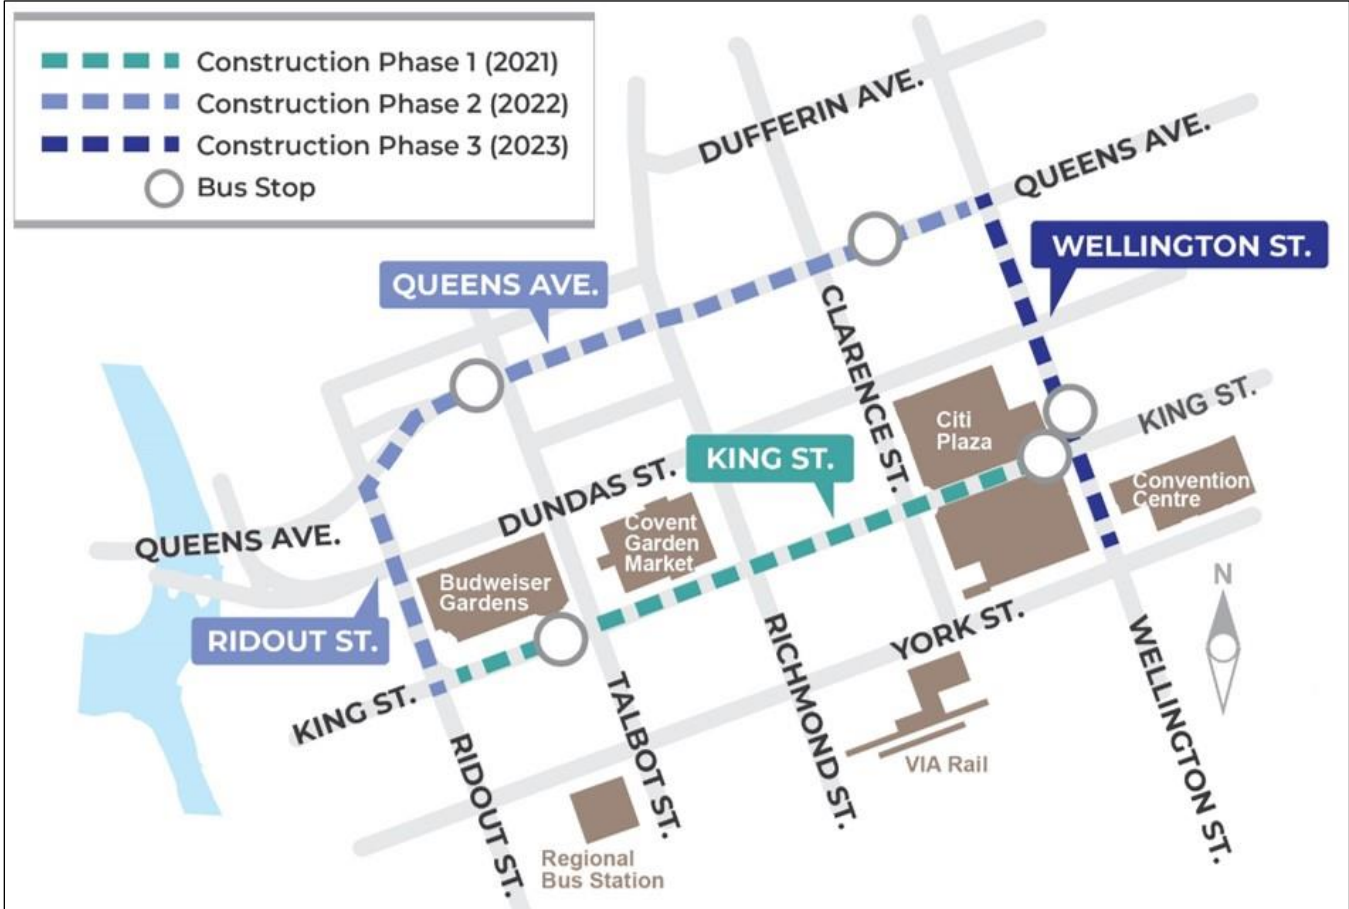 Construction Phase 1 (2021)
Construction Phase 2 (2022)
Construction Phase 3 (2023)
Bus Stop
DUFFERIN AVE.
QUEENS AVE.
WELLINGTON ST.
QUEENS AVE.
CLARENCE ST.
KING ST.
Citi
Plaza
KING ST.
DUNDAS ST.
Convention
Centre
Covent
Garden
Market
QUEENS AVE.
Budweiser
Gardens
N
RIDOUT ST.
YORK ST.
KING ST.
TALBOT ST.
RICHMOND ST.
WELLINGTON ST.
RIDOUT ST.
VIA Rail
Regional
Bus Station